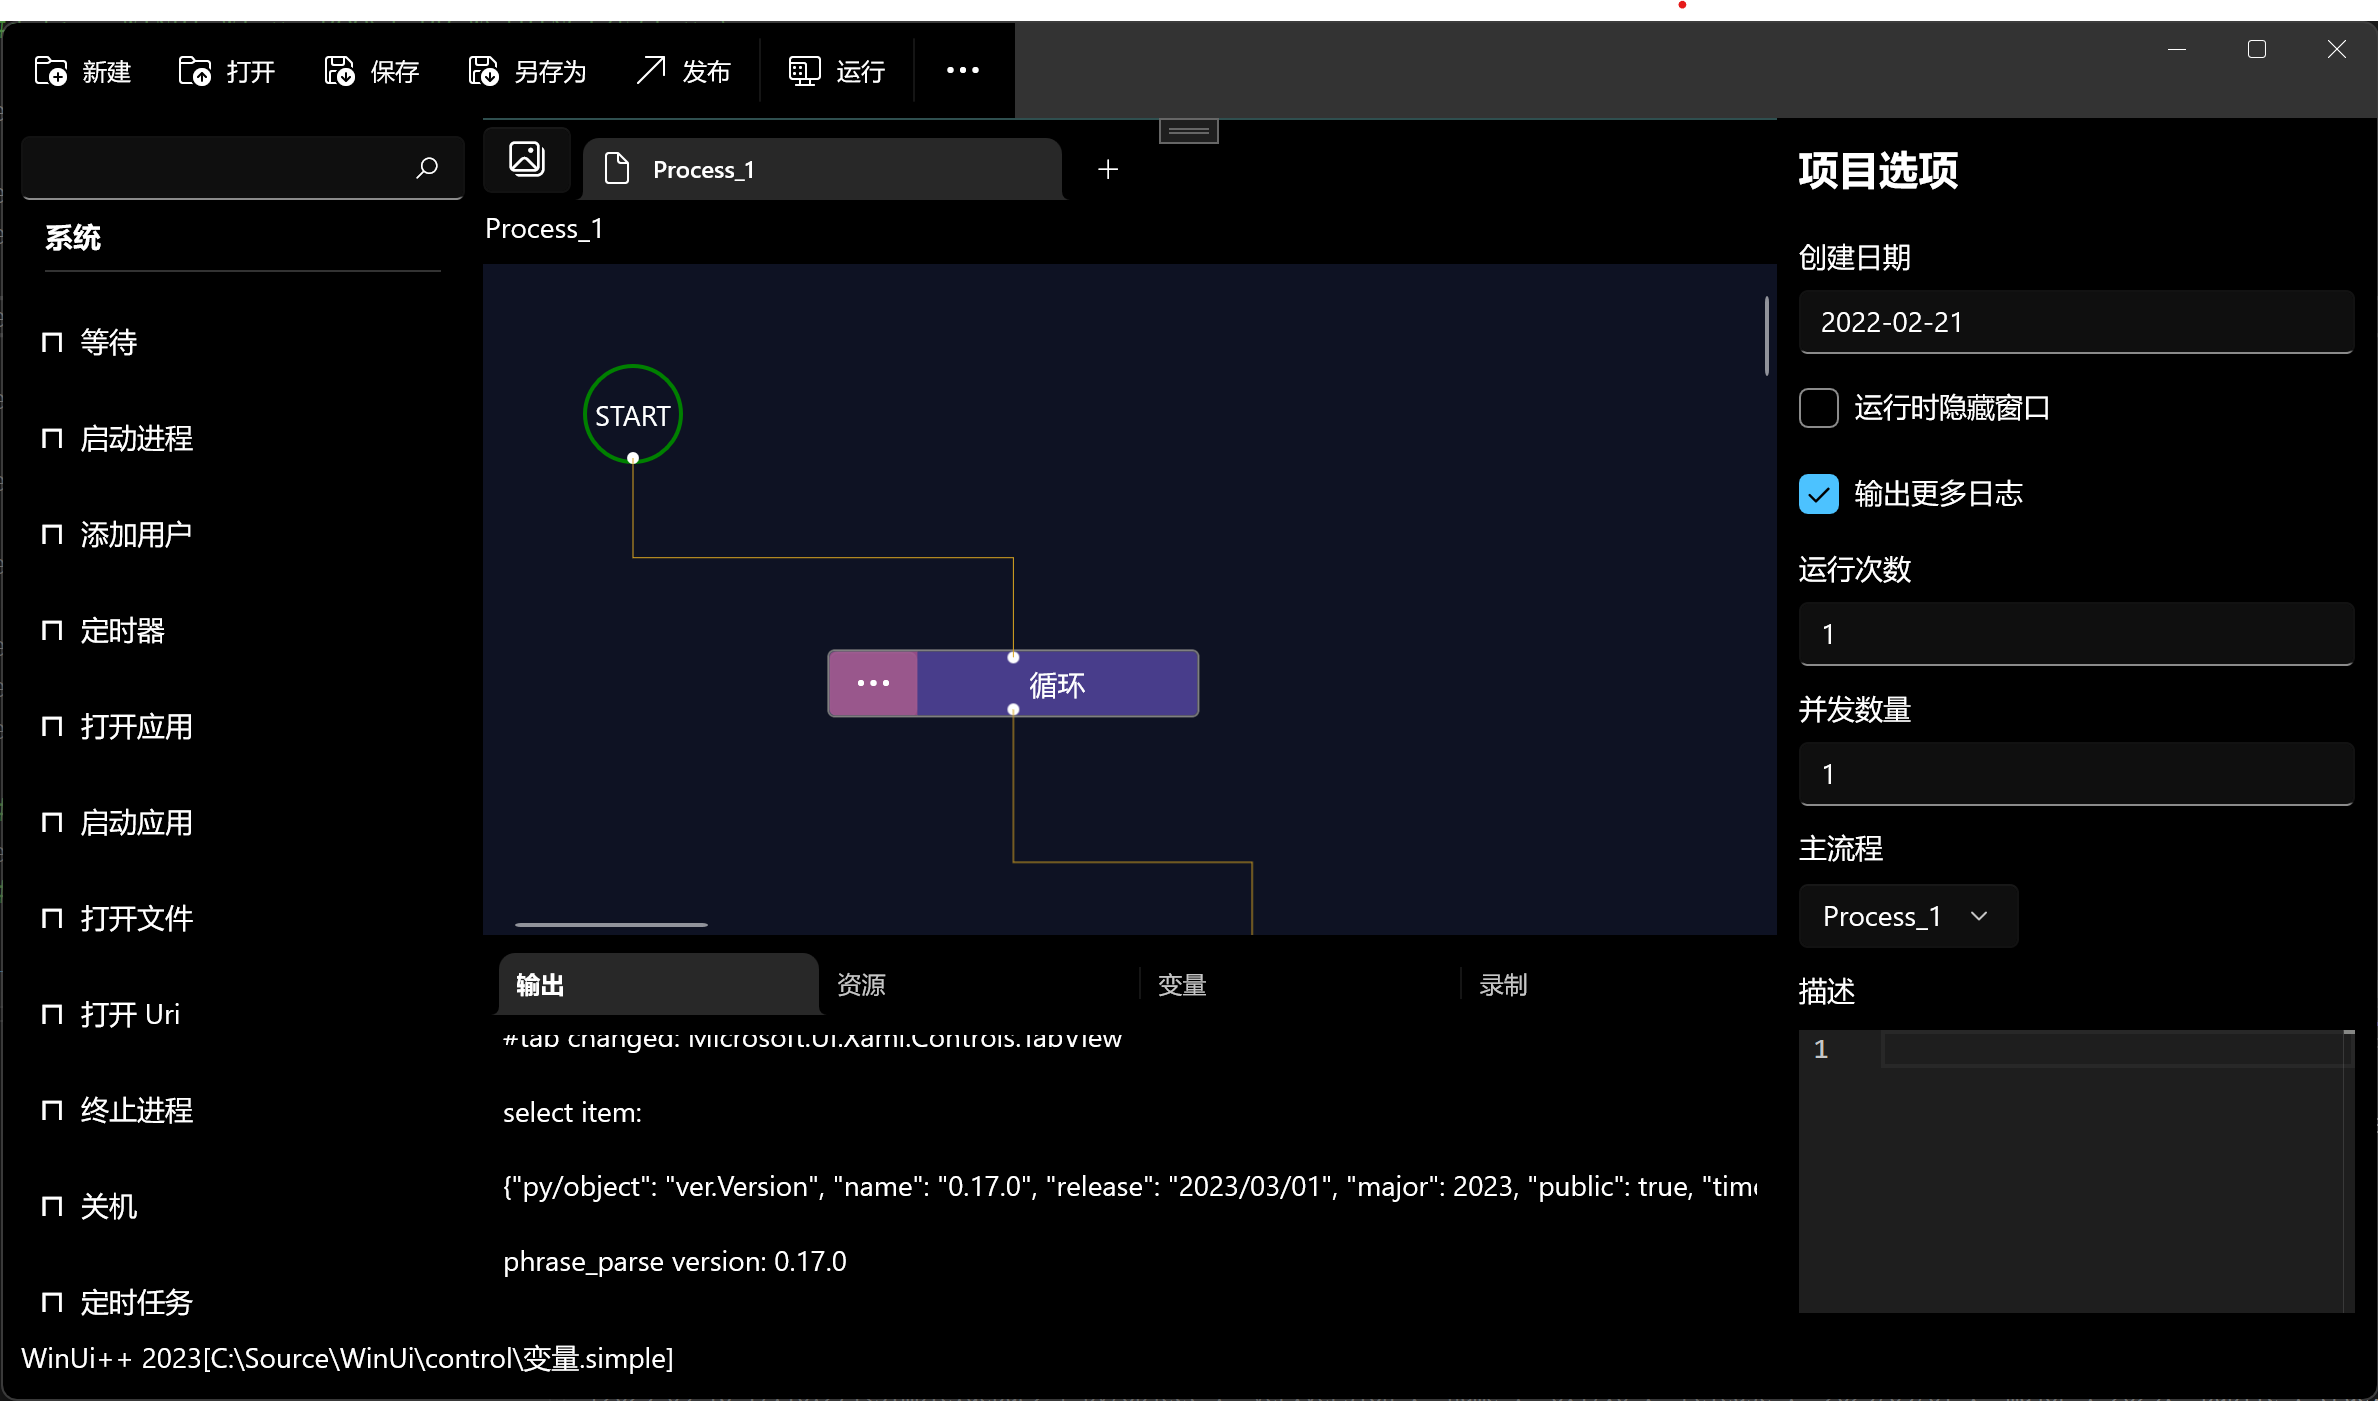 新建 打开 保存 另存为 发布 运行
系统
等待
启动进程
添加用户
定时器
打开应用
启动应用
打开文件
打开 Uri
终止进程
关机
定时任务
Process_1
Process_1
START
循环
输出 资源 变量 录制
#tab changed: Microsoft.UI.Xaml.Controls.TabView
select item:
{"py/object": "ver.Version", "name": "0.17.0", "release": "2023/03/01", "major": 2023, "public": true, "time
phrase_parse version: 0.17.0
项目选项
创建日期
2022-02-21
运行时隐藏窗口
输出更多日志
运行次数
1
并发数量
1
主流程
Process_1
描述
1
WinUi++ 2023[C:\Source\WinUi\control\变量.simple]